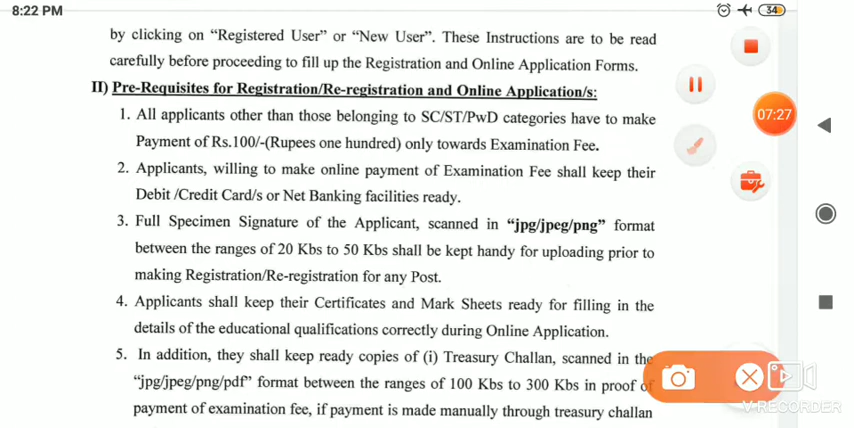 8:22 PM
34
by clicking on “Registered User” or “New User”. These Instructions are to be read
carefully before proceeding to fill up the Registration and Online Application Forms.
II) Pre-Requisites for Registration/Re-registration and Online Application/s:
1. All applicants other than those belonging to SC/ST/PwD categories have to make
Payment of Rs.100/-(Rupees one hundred) only towards Examination Fee.
07:27
2. Applicants, willing to make online payment of Examination Fee shall keep their
Debit /Credit Card/s or Net Banking facilities ready.
3. Full Specimen Signature of the Applicant, scanned in “jpg/jpeg/png” format
between the ranges of 20 Kbs to 50 Kbs shall be kept handy for uploading prior to
making Registration/Re-registration for any Post.
4. Applicants shall keep their Certificates and Mark Sheets ready for filling in the
details of the educational qualifications correctly during Online Application.
5. In addition, they shall keep ready copies of (i) Treasury Challan, scanned in the
“jpg/jpeg/png/pdf” format between the ranges of 100 Kbs to 300 Kbs in proof of
payment of examination fee, if payment is made manually through treasury challan
V RECORDER